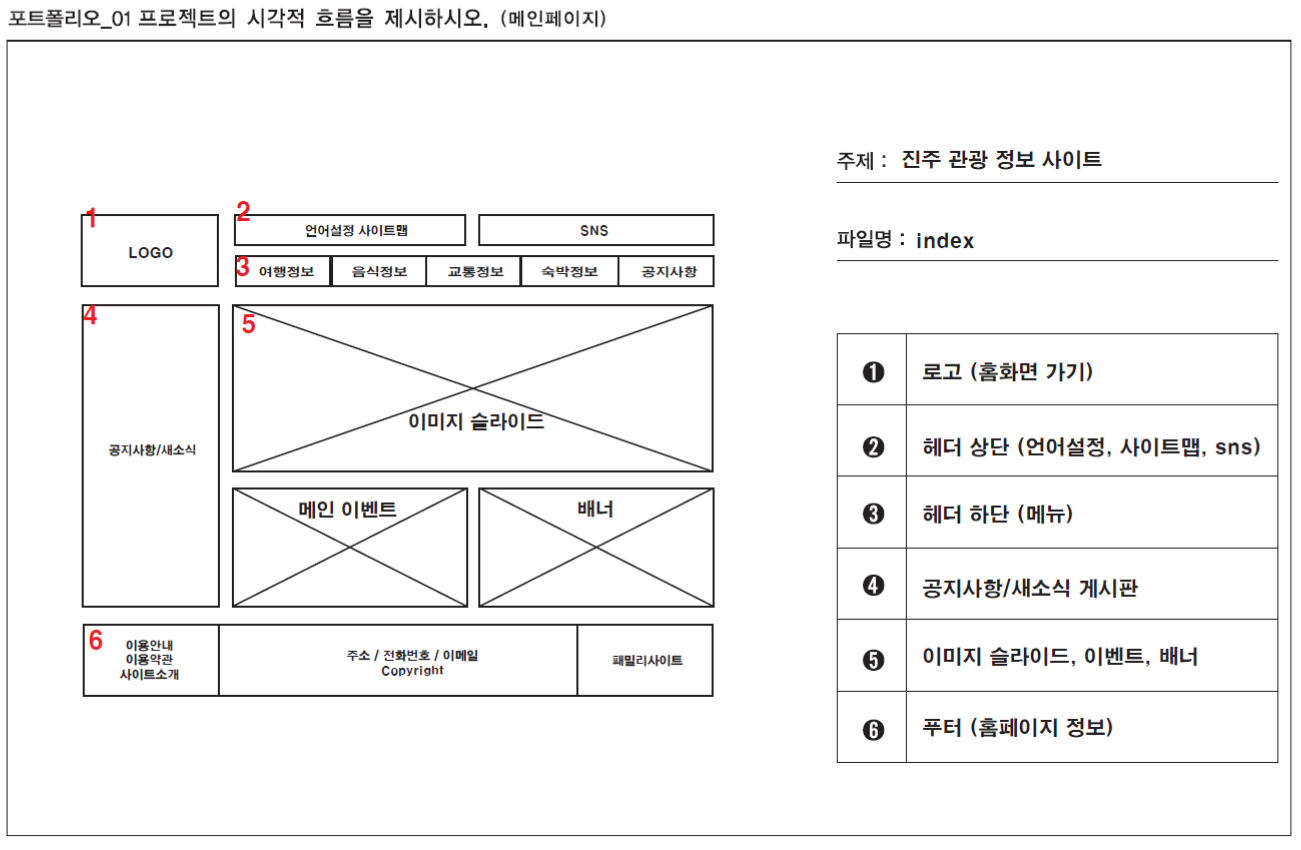 포트폴리오_01 프로젝트의 시각적 흐름을 제시하시오. (메인페이지)
주제 : 진주 관광 정보 사이트
파일명 : index
1
LOGO
2
언어설정 사이트맵
SNS
3
여행정보
음식정보
교통정보
숙박정보
공지사항
4
공지사항/새소식
5
이미지 슬라이드
메인 이벤트
배너
6
이용안내
이용약관
사이트소개
주소 / 전화번호 / 이메일
Copyright
패밀리사이트
❶ 로고 (홈화면 가기)
❷ 헤더 상단 (언어설정, 사이트맵, sns)
❸ 헤더 하단 (메뉴)
❹ 공지사항/새소식 게시판
❺ 이미지 슬라이드, 이벤트, 배너
❻ 푸터 (홈페이지 정보)